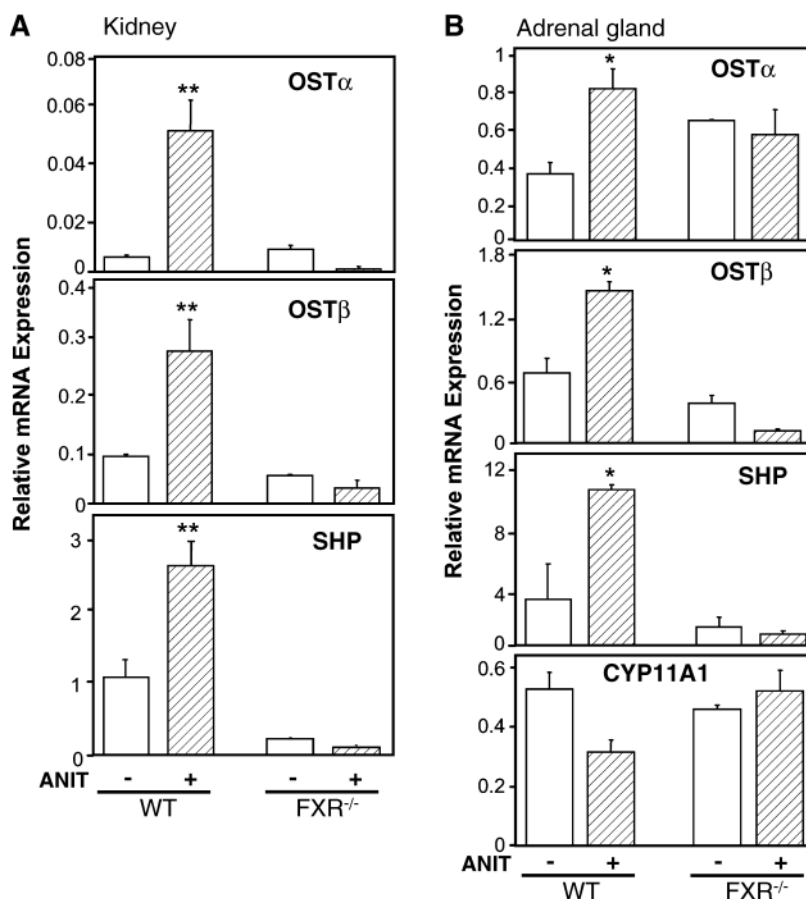 A Kidney
Relative mRNA Expression
0.08
0.06
0.04
0.02
0
**
OSTα
0.4
0.3
0.1
0
**
OSTβ
3
2
1
0
**
SHP
ANIT - + - +
WT FXR-/-
B Adrenal gland
Relative mRNA Expression
1
0.8
0.6
0.4
0.2
0
*
OSTα
1.8
1.2
0.6
0
*
OSTβ
12
8
4
0
*
SHP
0.6
0.4
0.2
0
CYP11A1
ANIT - + - +
WT FXR-/-